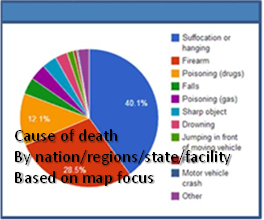 Suffocation or
hanging
Firearm
Poisoning (drugs)
Falls
Poisoning (gas)
Sharp object
Drowning
Jumping in front
of moving vehicle
Motor vehicle
crash
Other
40.1%
12.1%
28.5%
Cause of death
By nation/regions/state/facility
Based on map focus